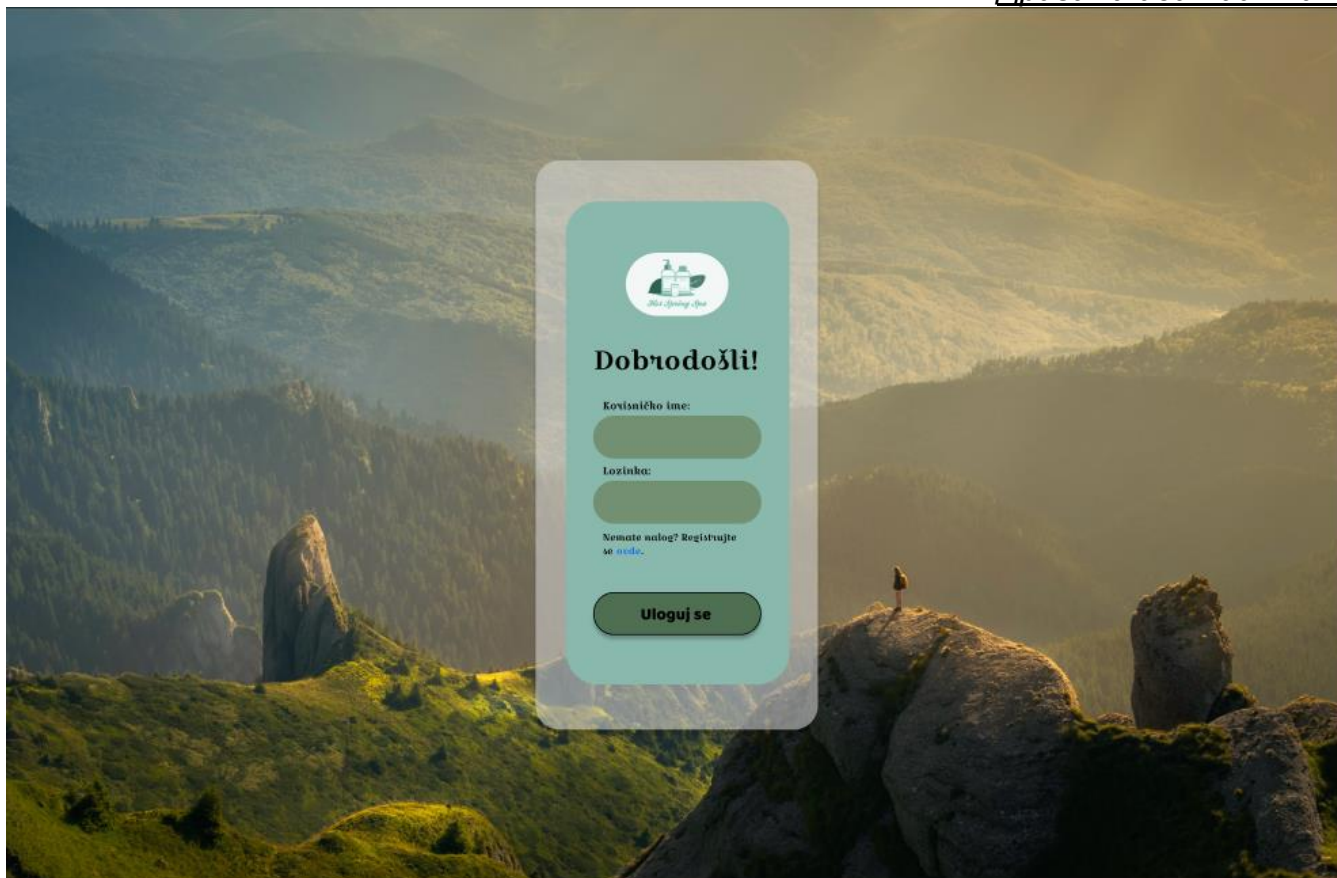 Hot Spring Spa
Dobrodošli!
Korisničko ime:
Lozinka:
Nemate nalog? Registrujte
se ovde.
Uloguj se